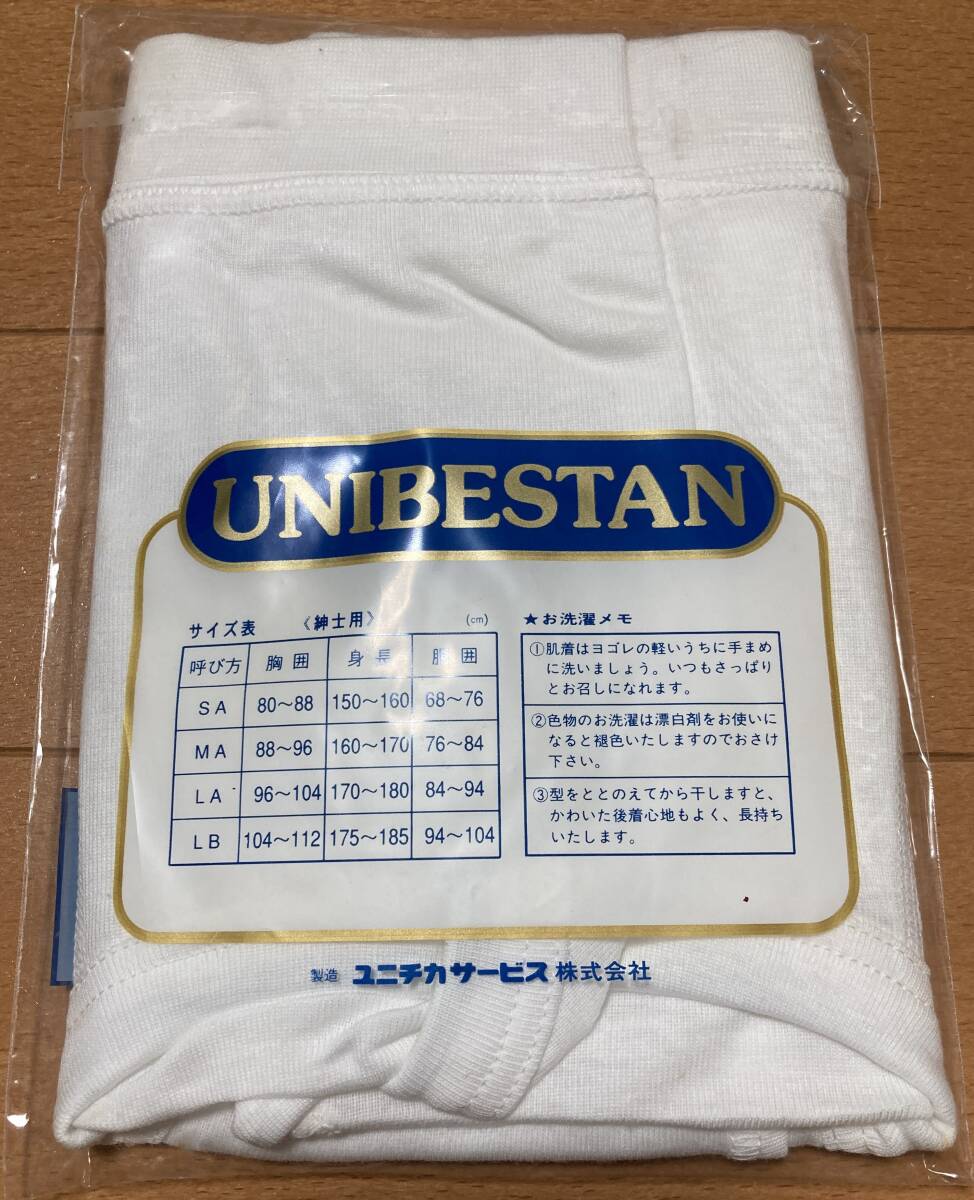 UNIBESTAN
サイズ表 《紳士用》 (cm)
呼び方 胸囲 身長 胴囲
SA 80〜88 150〜160 68〜76
MA 88〜96 160〜170 76〜84
LA 96〜104 170〜180 84〜94
LB 104〜112 175〜185 94〜104
★お洗濯メモ
①肌着はヨゴレの軽いうちに手まめ
に洗いましょう。いつもさっぱり
とお召しになれます。
②色物のお洗濯は漂白剤をお使いに
なると褪色いたしますのでおさけ
下さい。
③型をととのえてから干しますと、
かわいた後着心地もよく、長持ち
いたします。
製造 ユニチカサービス株式会社